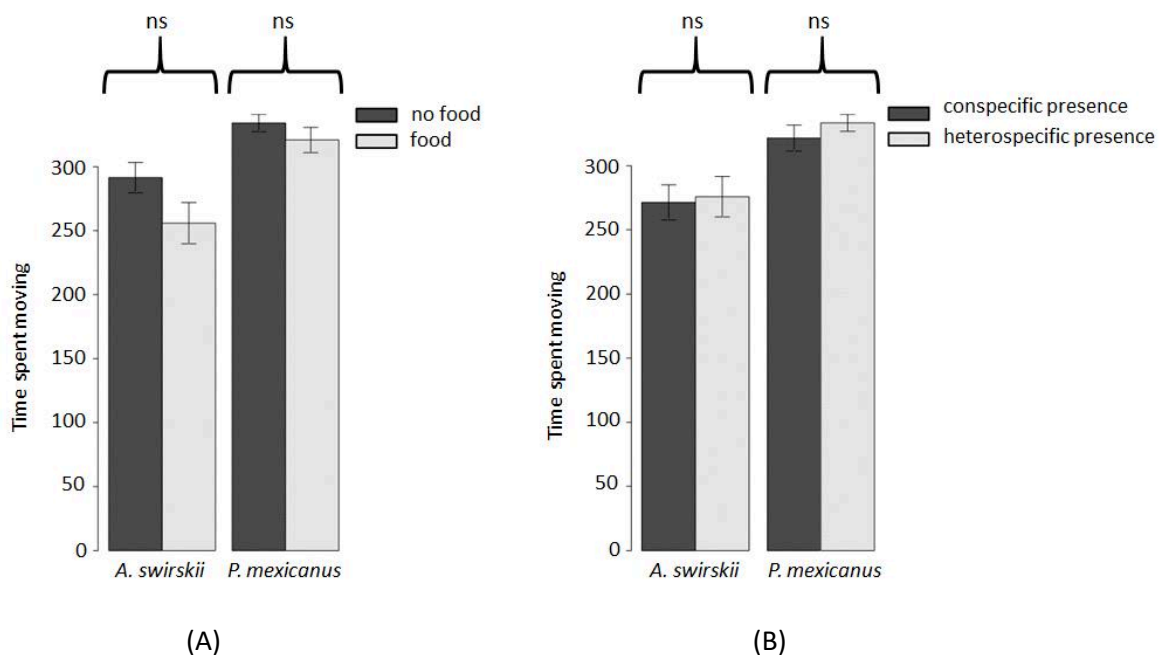 ns
ns
no food
food
Time spent moving
300
250
200
150
100
50
0
A. swirskii
P. mexicanus
(A)
ns
ns
conspecific presence
heterospecific presence
Time spent moving
300
250
200
150
100
50
0
A. swirskii
P. mexicanus
(B)